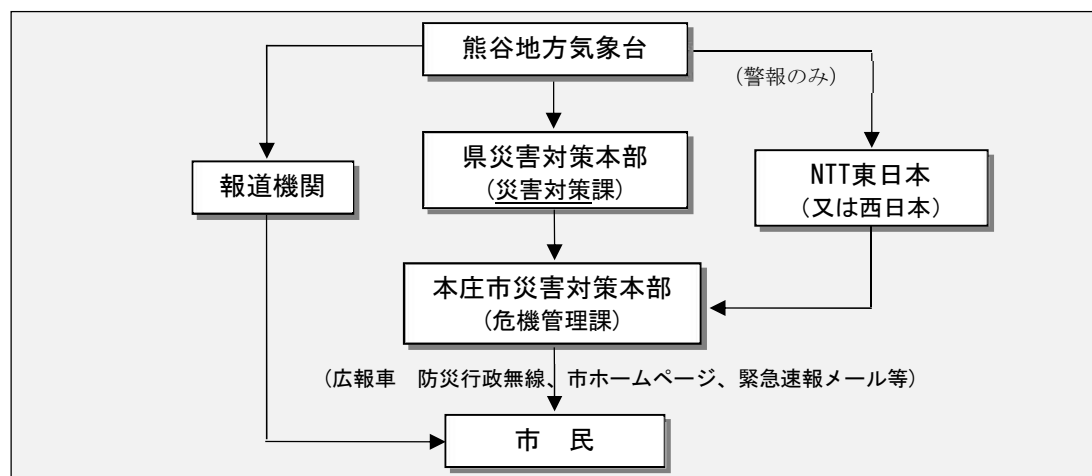 熊谷地方気象台
（警報のみ）
県災害対策本部
（災害対策課）
報道機関
NTT東日本
（又は西日本）
本庄市災害対策本部
（危機管理課）
（広報車　防災行政無線、市ホームページ、緊急速報メール等）
市　民